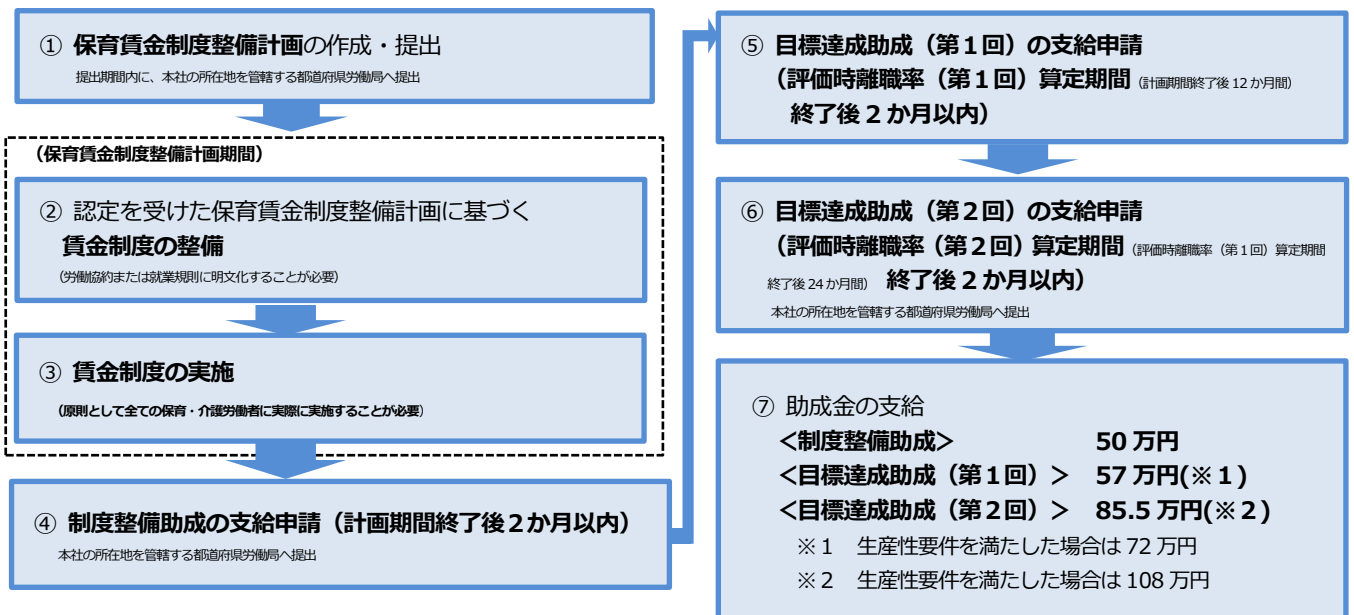 ① 保育賃金制度整備計画の作成・提出
提出期間内に、本社の所在地を管轄する都道府県労働局へ提出
(保育賃金制度整備計画期間)
② 認定を受けた保育賃金制度整備計画に基づく
賃金制度の整備
(労働協約または就業規則に明文化することが必要)
③ 賃金制度の実施
(原則として全ての保育・介護労働者に実際に実施することが必要)
④ 制度整備助成の支給申請(計画期間終了後2か月以内)
本社の所在地を管轄する都道府県労働局へ提出
⑤ 目標達成助成(第1回)の支給申請
(評価時離職率(第1回)算定期間(計画期間終了後12か月間)
終了後2か月以内)
⑥ 目標達成助成(第2回)の支給申請
(評価時離職率(第2回)算定期間(評価時離職率(第1回)算定期間
終了後24か月間) 終了後2か月以内)
本社の所在地を管轄する都道府県労働局へ提出
⑦ 助成金の支給
<制度整備助成> 50万円
<目標達成助成(第1回)> 57万円(※1)
<目標達成助成(第2回)> 85.5万円(※2)
※1 生産性要件を満たした場合は72万円
※2 生産性要件を満たした場合は108万円